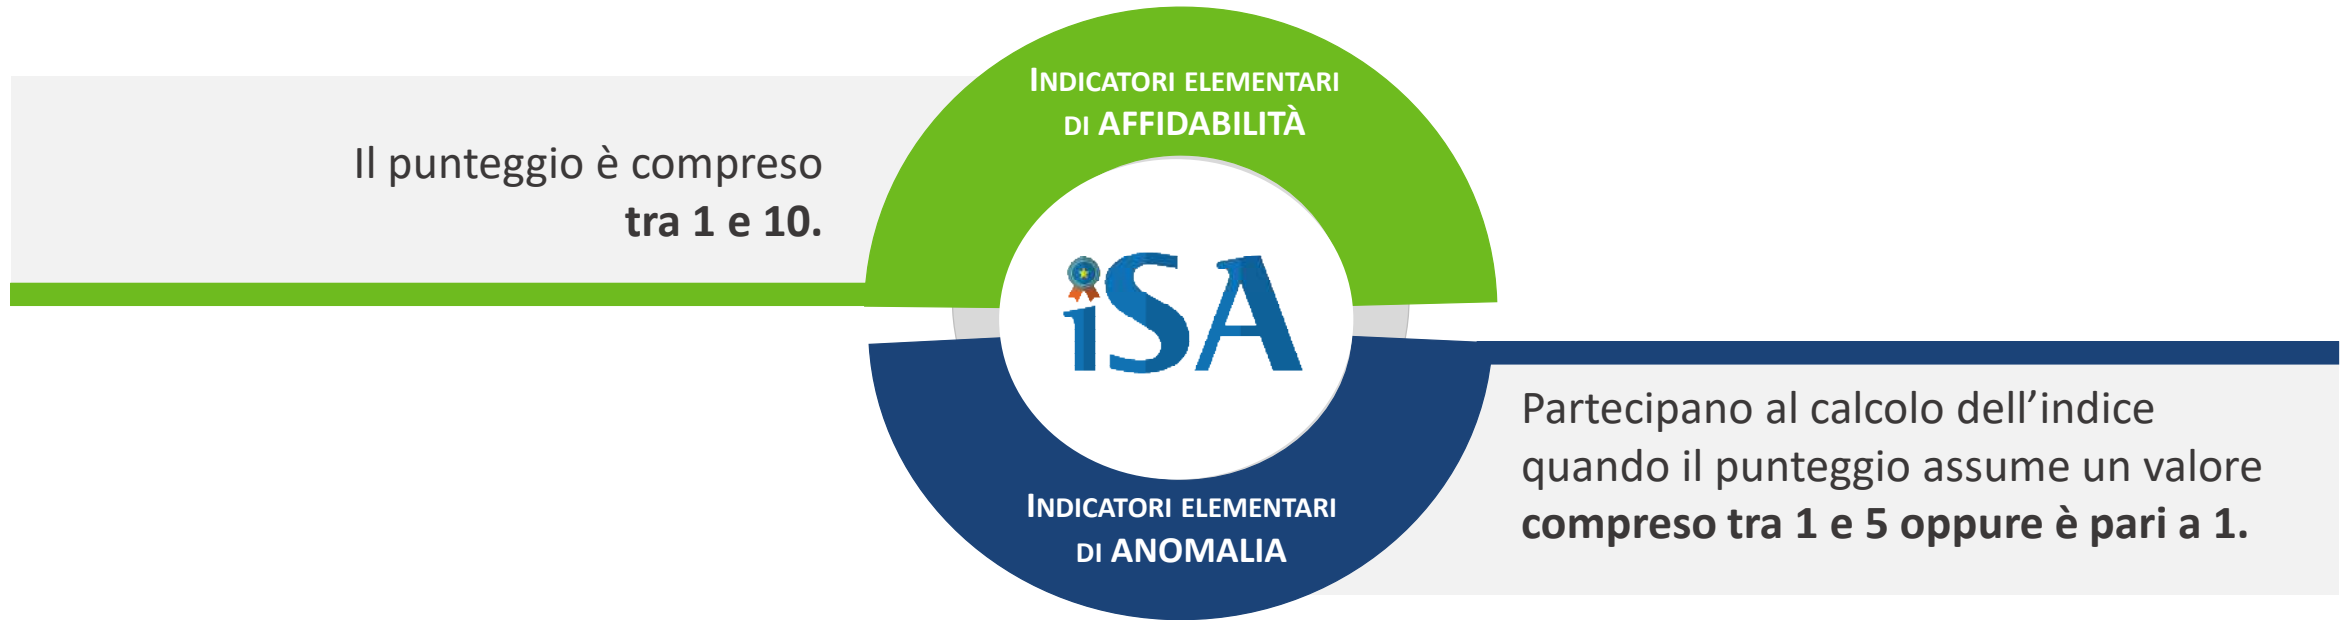 INDICATORI ELEMENTARI
DI AFFIDABILITÀ
Il punteggio è compreso
tra 1 e 10.
iSA
Partecipano al calcolo dell’indice
quando il punteggio assume un valore
compreso tra 1 e 5 oppure è pari a 1.
INDICATORI ELEMENTARI
DI ANOMALIA